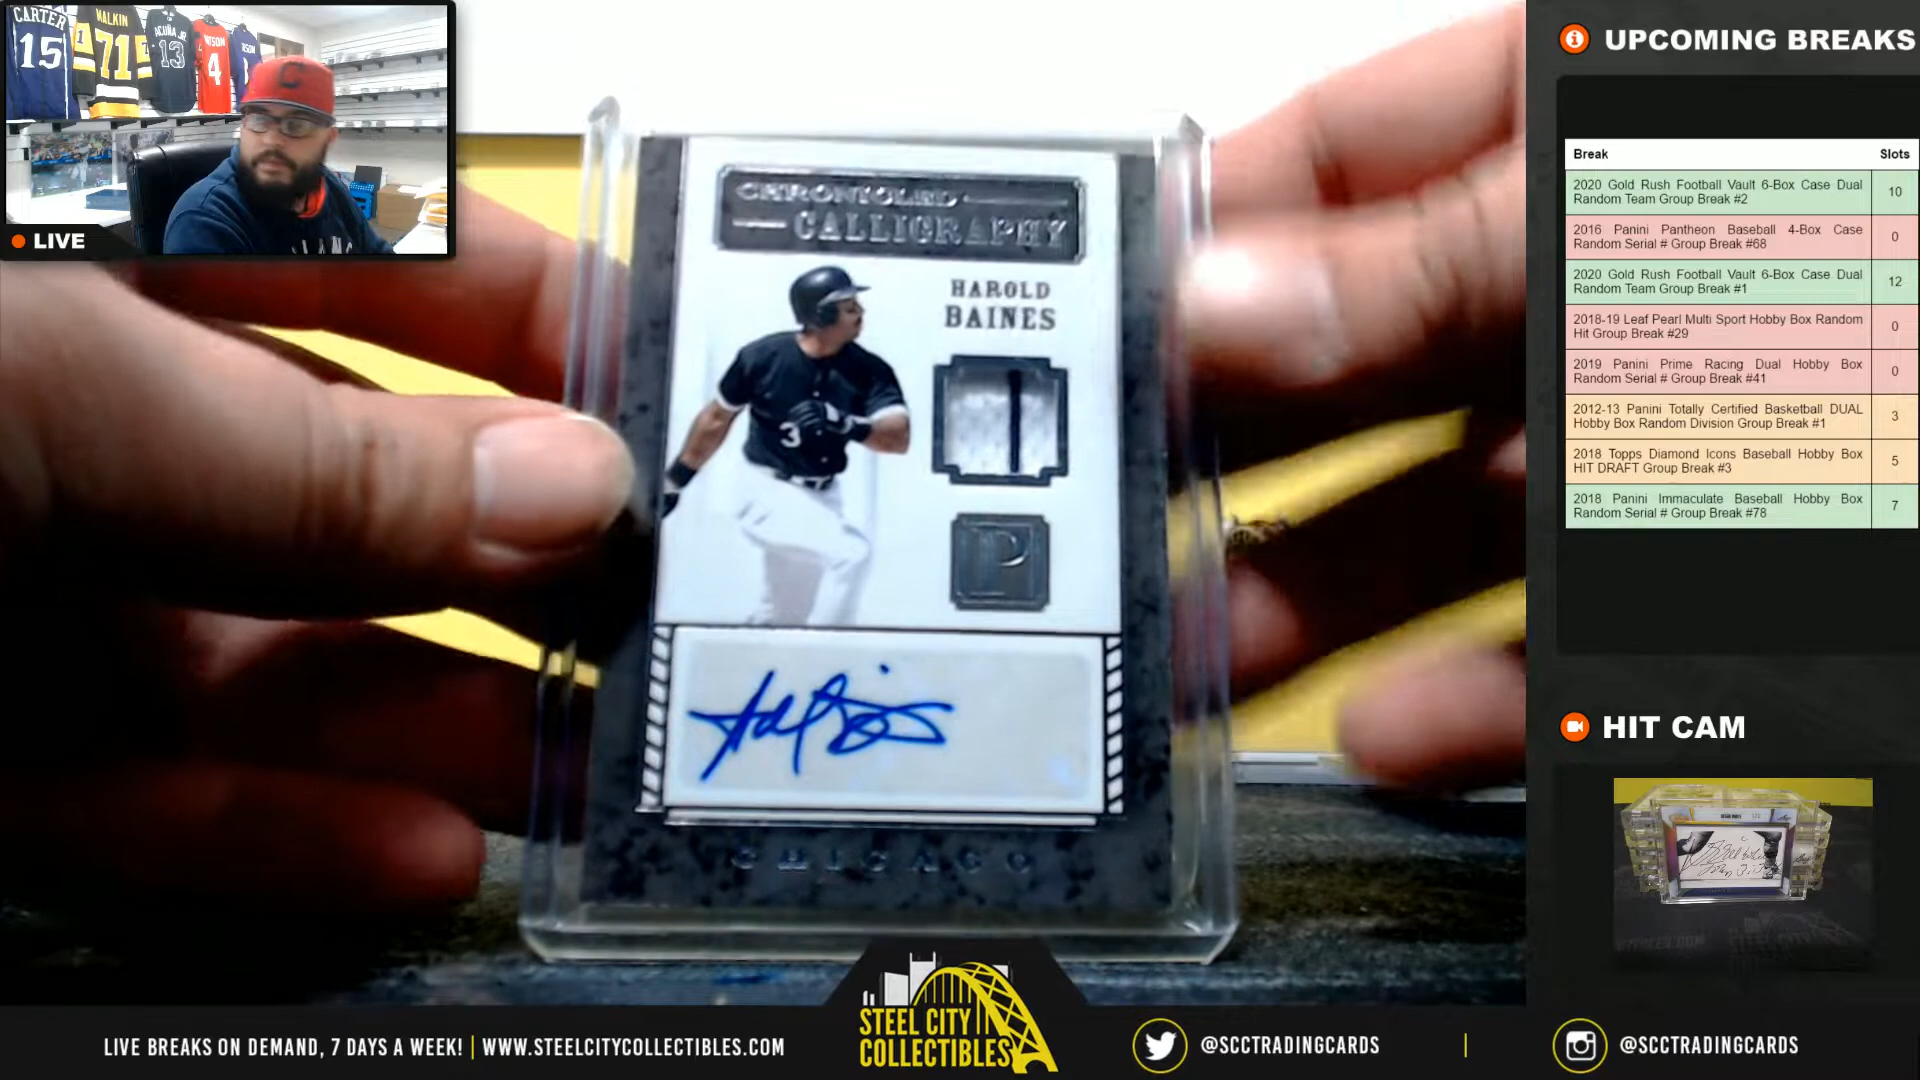 CARTER
15
MALKIN
71
ACUÑA JR
13
4
LIVE
CHRONICLED
CALLIGRAPHY
HAROLD
BAINES
3
P
CHICAGO
UPCOMING BREAKS
Break Slots
2020 Gold Rush Football Vault 6-Box Case Dual
Random Team Group Break #2 10
2016 Panini Pantheon Baseball 4-Box Case
Random Serial # Group Break #68 0
2020 Gold Rush Football Vault 6-Box Case Dual
Random Team Group Break #1 12
2018-19 Leaf Pearl Multi Sport Hobby Box Random
Hit Group Break #29 0
2019 Panini Prime Racing Dual Hobby Box
Random Serial # Group Break #41 0
2012-13 Panini Totally Certified Basketball DUAL
Hobby Box Random Division Group Break #1 3
2018 Topps Diamond Icons Baseball Hobby Box
HIT DRAFT Group Break #3 5
2018 Panini Immaculate Baseball Hobby Box
Random Serial # Group Break #78 7
HIT CAM
LIVE BREAKS ON DEMAND, 7 DAYS A WEEK! | WWW.STEELCITYCOLLECTIBLES.COM
STEEL CITY
COLLECTIBLES
@SCCTRADINGCARDS
@SCCTRADINGCARDS